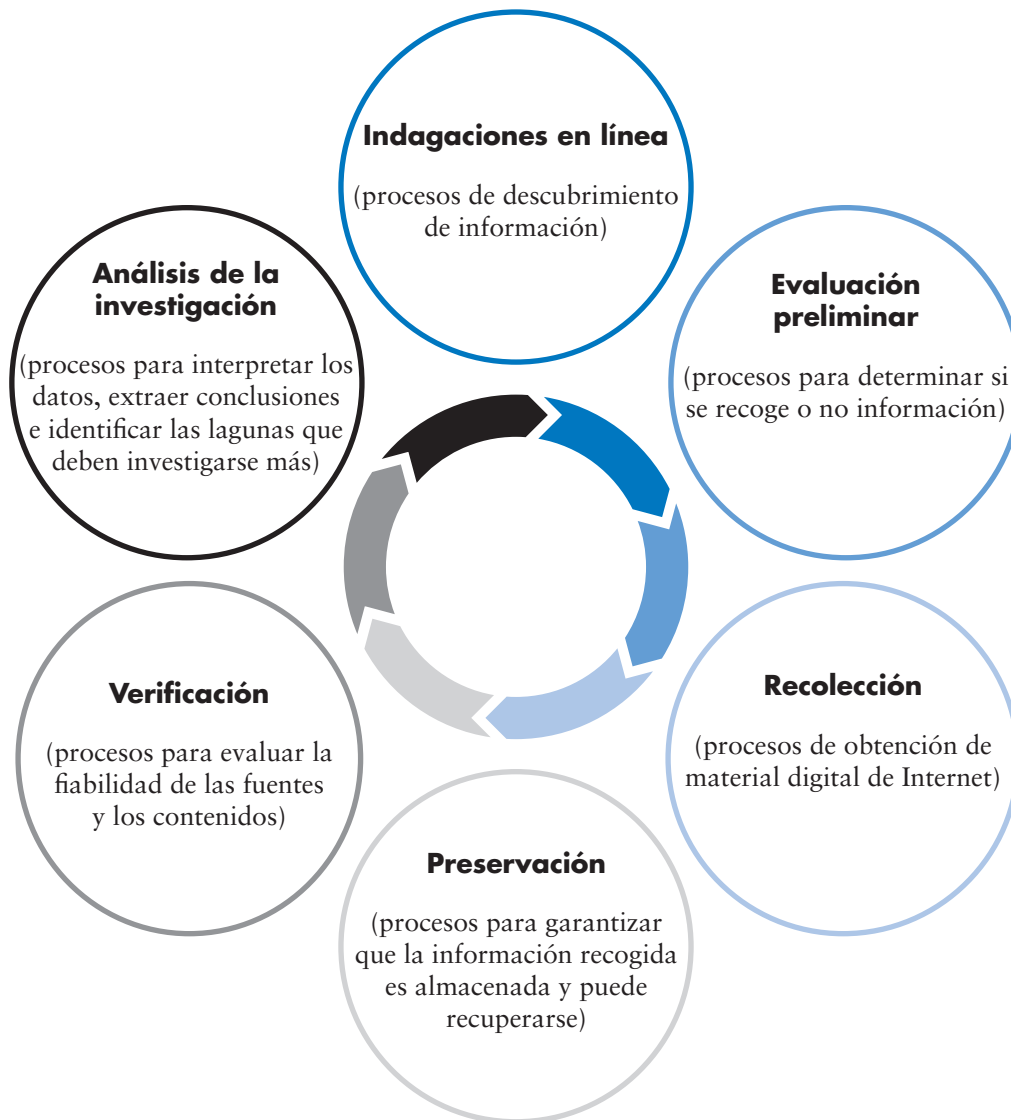 Indagaciones en línea
(procesos de descubrimiento
de información)
Evaluación
preliminar
(procesos para determinar si
se recoge o no información)
Recolección
(procesos de obtención de
material digital de Internet)
Preservación
(procesos para garantizar
que la información recogida
es almacenada y puede
recuperarse)
Verificación
(procesos para evaluar la
fiabilidad de las fuentes
y los contenidos)
Análisis de la
investigación
(procesos para interpretar los
datos, extraer conclusiones
e identificar las lagunas que
deben investigarse más)